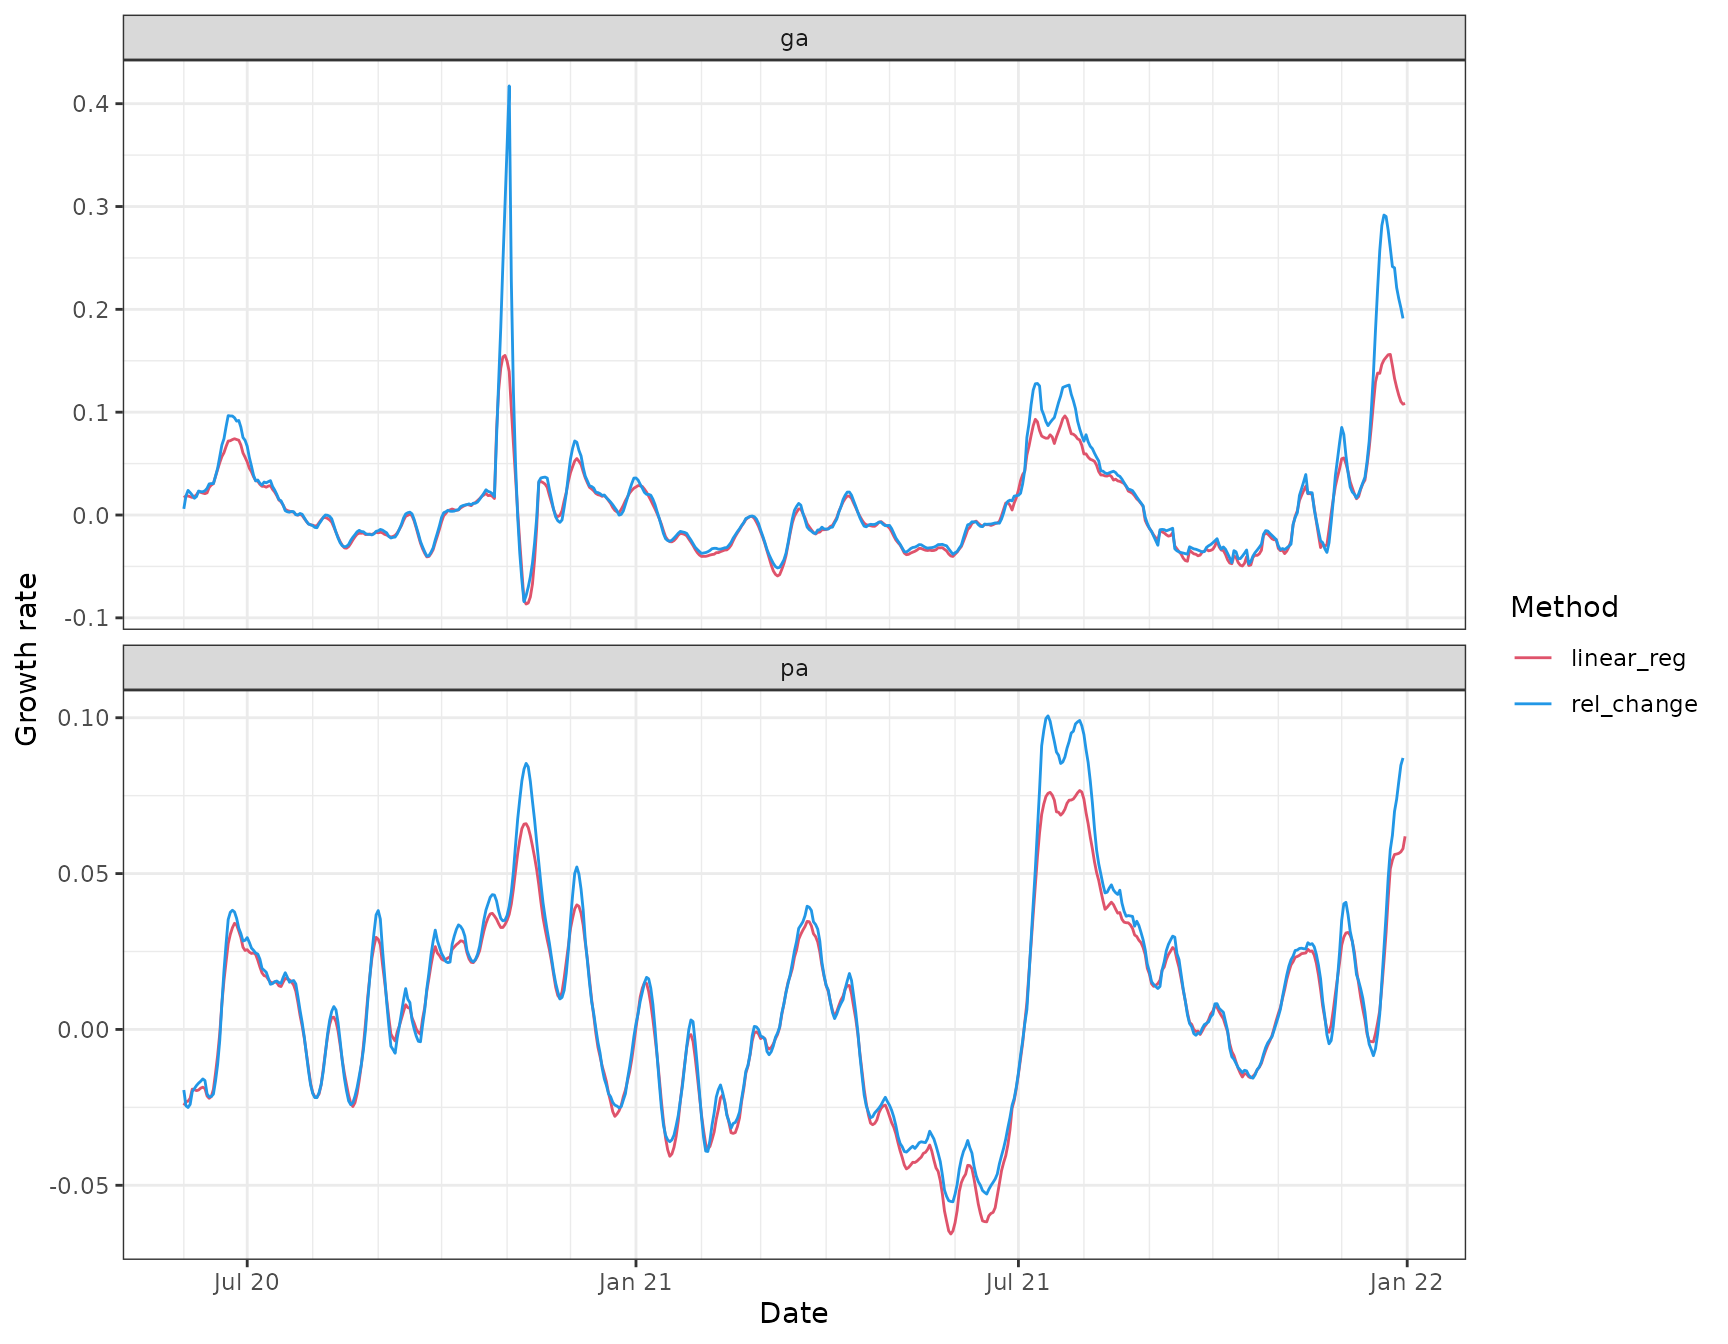 ga
0.4
0.3
0.2
0.1
0.0
-0.1
pa
0.10
0.05
0.00
-0.05
Jul 20
Jan 21
Jul 21
Jan 22
Date
Growth rate
Method
linear_reg
rel_change